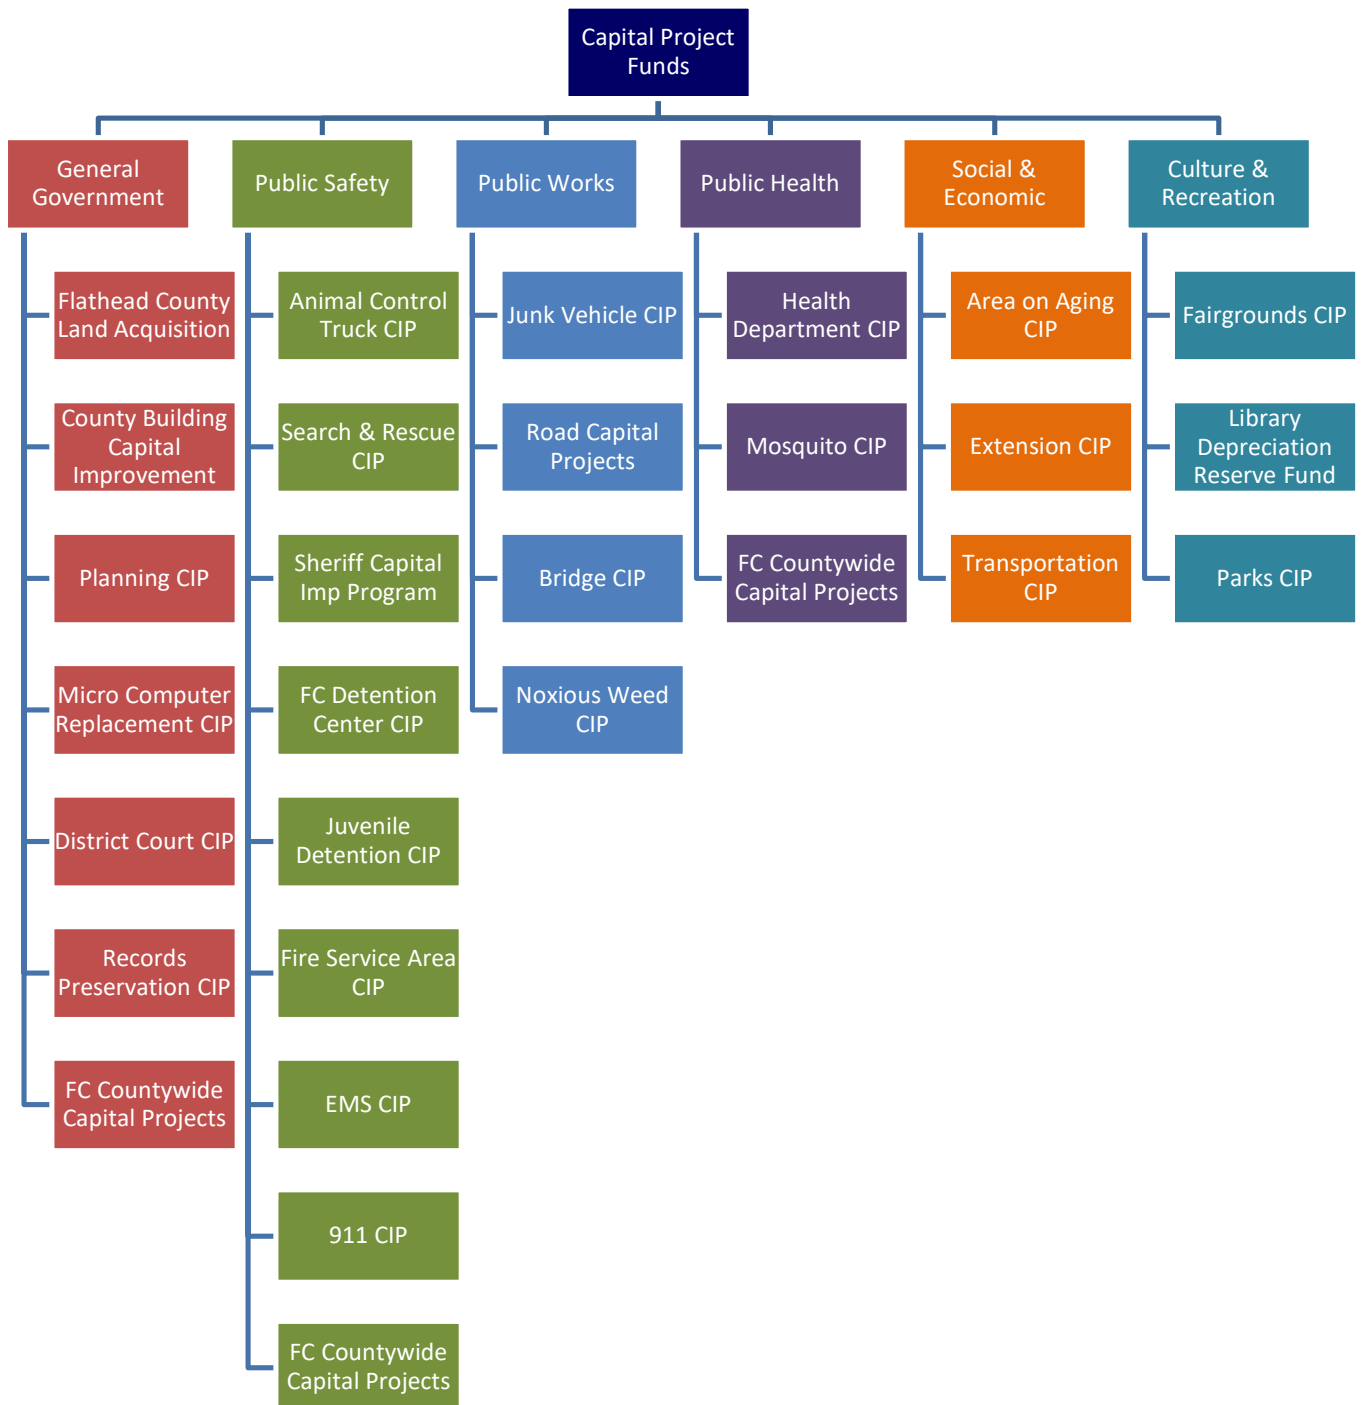 Capital Project
Funds
General
Government
Public Safety
Public Works
Public Health
Social &
Economic
Culture &
Recreation
Flathead County
Land Acquisition
County Building
Capital
Improvement
Planning CIP
Micro Computer
Replacement CIP
District Court CIP
Records
Preservation CIP
FC Countywide
Capital Projects
Animal Control
Truck CIP
Search & Rescue
CIP
Sheriff Capital
Imp Program
FC Detention
Center CIP
Juvenile
Detention CIP
Fire Service Area
CIP
EMS CIP
911 CIP
FC Countywide
Capital Projects
Junk Vehicle CIP
Road Capital
Projects
Bridge CIP
Noxious Weed
CIP
Health
Department CIP
Mosquito CIP
FC Countywide
Capital Projects
Area on Aging
CIP
Extension CIP
Transportation
CIP
Fairgrounds CIP
Library
Depreciation
Reserve Fund
Parks CIP